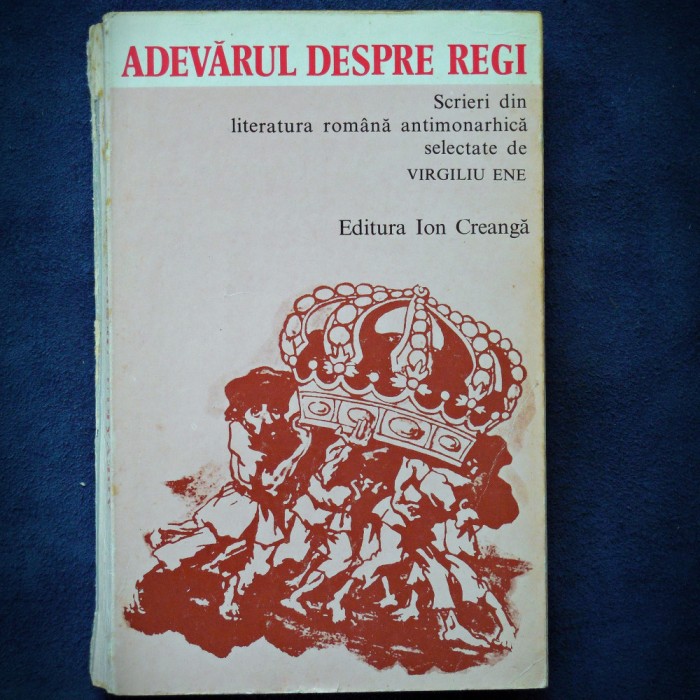 ADEVĂRUL DESPRE REGI
Scrieri din
literatura română antimonarhică
selectate de
VIRGILIU ENE
Editura Ion Creangă